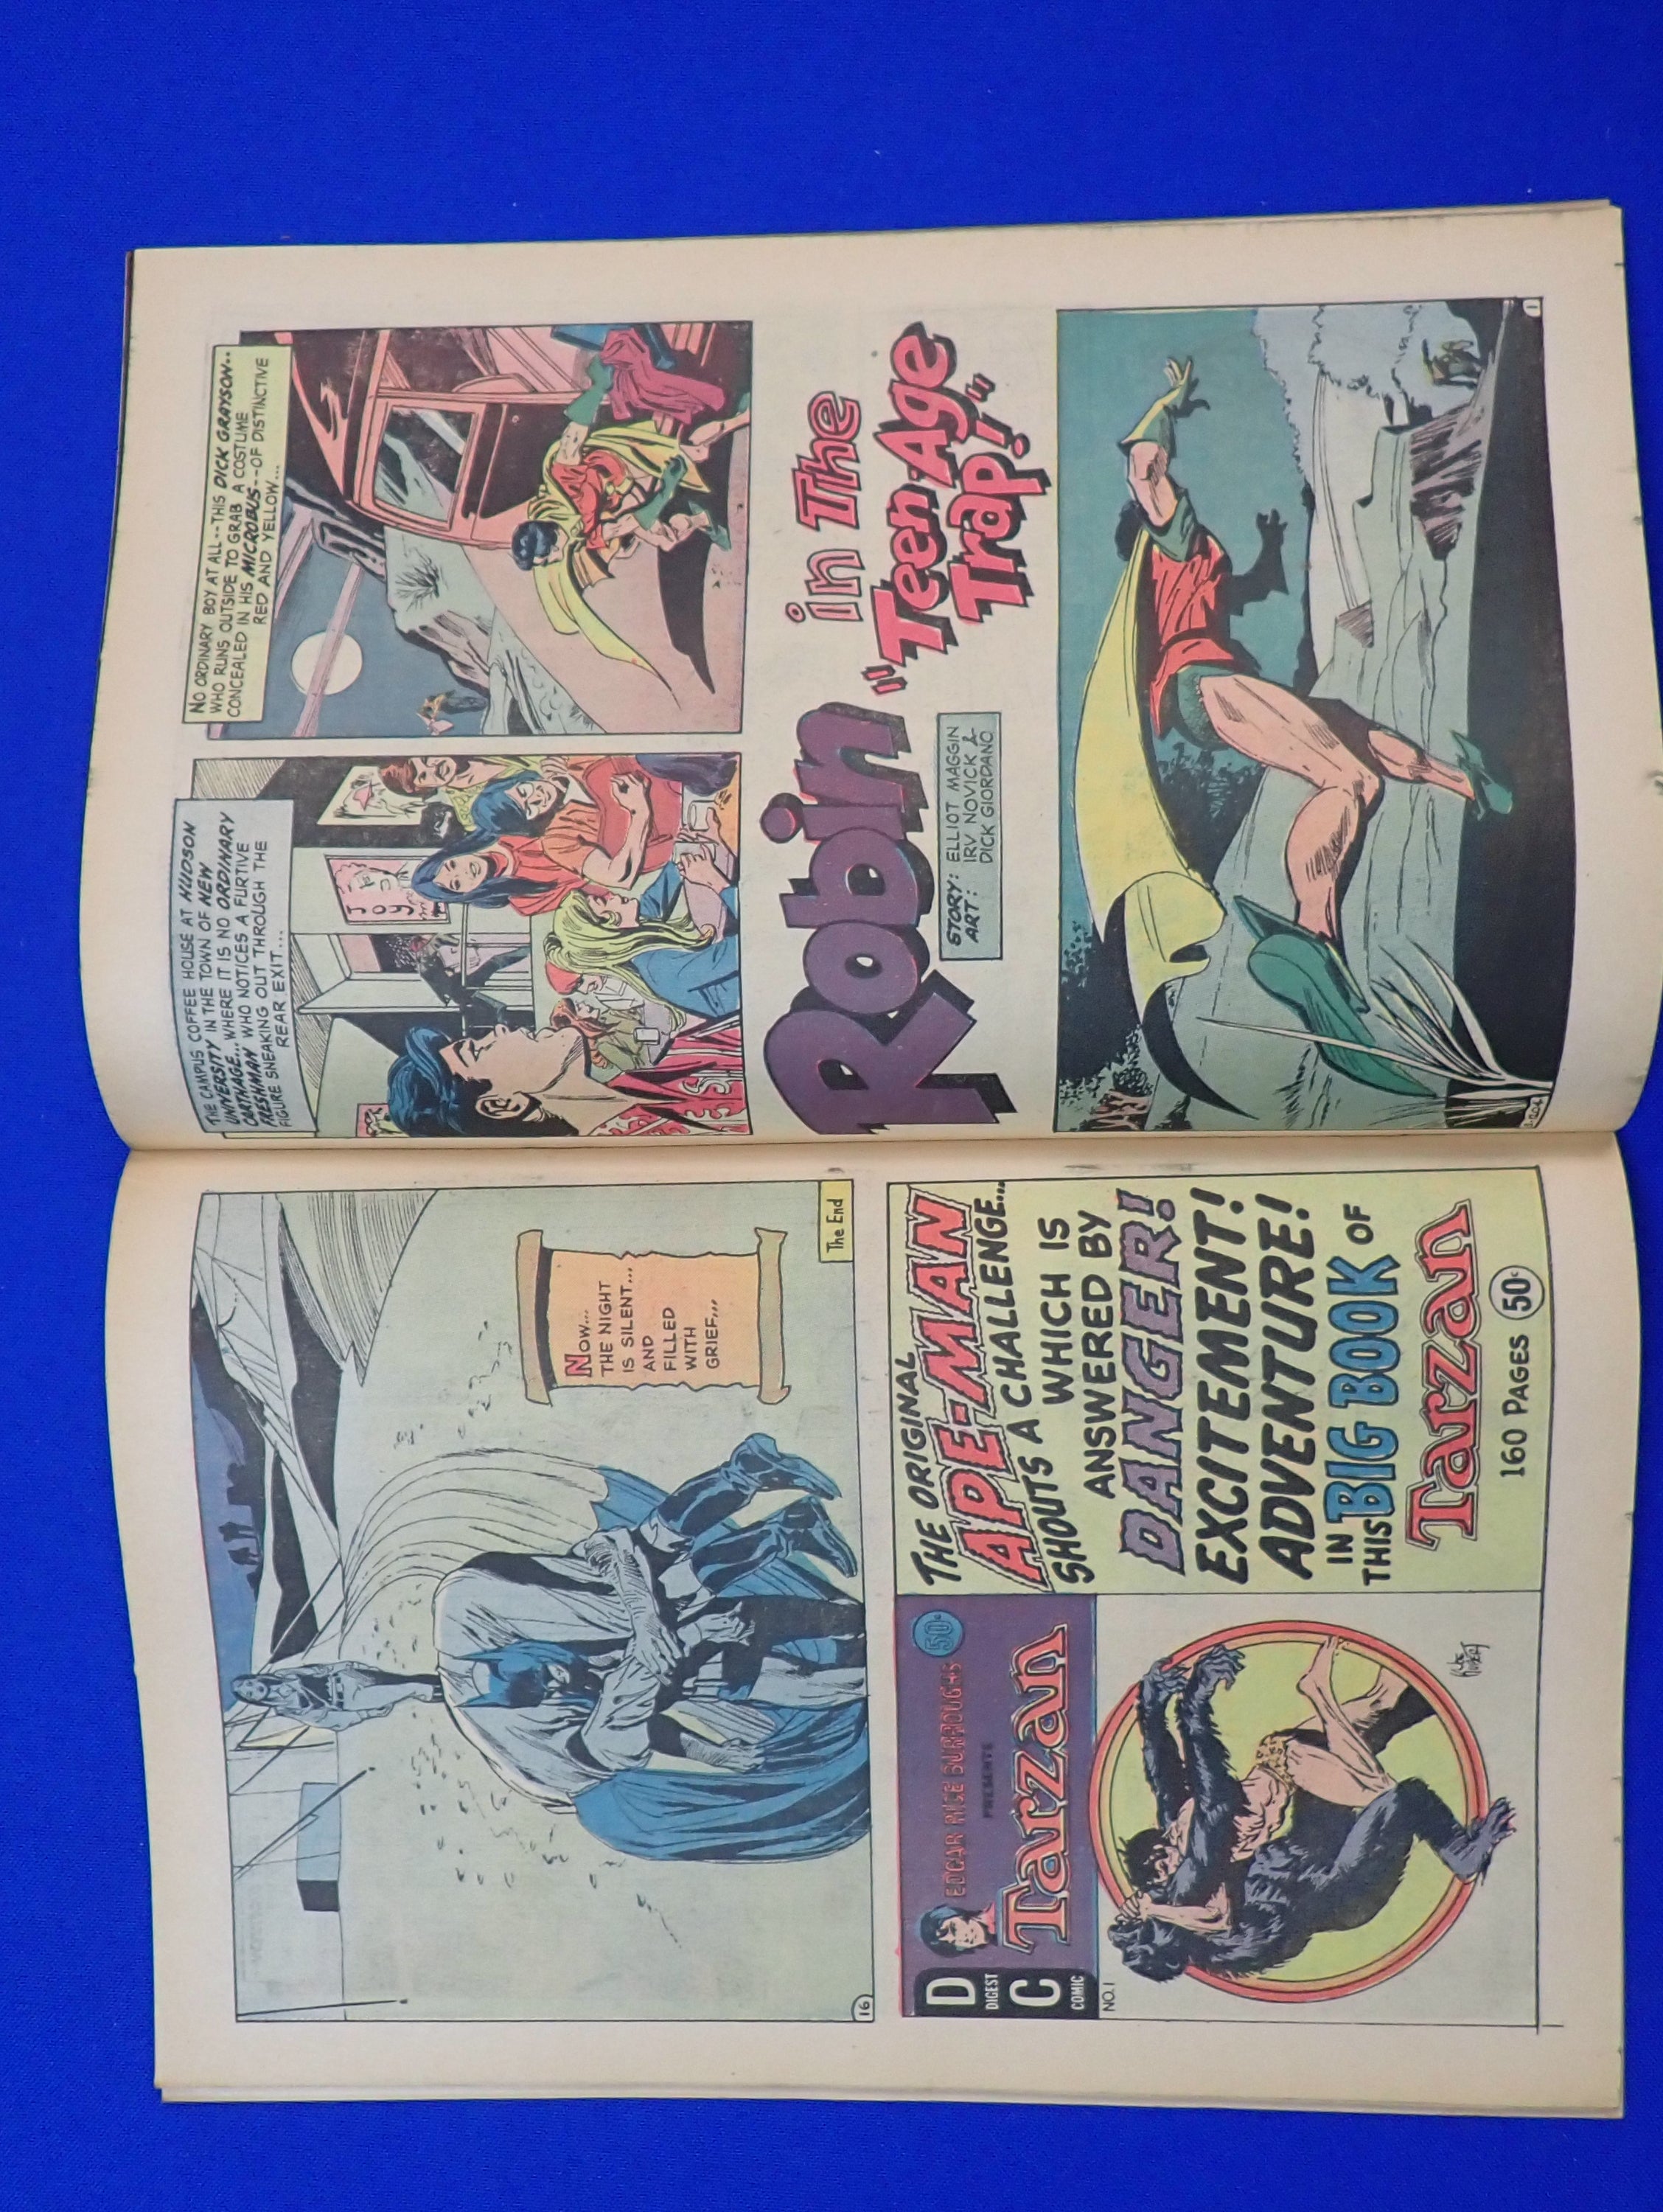 NOW...
THE NIGHT
IS SILENT...
AND
FILLED
WITH
GRIEF...
The End
16
D
DIGEST
C
COMIC
NO. 1
EDGAR RICE BURROUGHS
PRESENTS
50¢
Tarzan
JOE
KUBERT
THE ORIGINAL
APE-MAN
SHOUTS A CHALLENGE...
WHICH IS
ANSWERED BY
DANGER!
EXCITEMENT!
ADVENTURE!
IN
THIS BIG BOOK OF
Tarzan
160 PAGES 50¢
THE CAMPUS COFFEE HOUSE AT HUDSON
UNIVERSITY IN THE TOWN OF NEW
CARTHAGE... WHERE IT IS NO ORDINARY
FRESHMAN WHO NOTICES A FURTIVE
FIGURE SNEAKING OUT THROUGH THE
REAR EXIT...
J
o
y
NO ORDINARY BOY AT ALL--THIS DICK GRAYSON--
WHO RUNS OUTSIDE TO GRAB A COSTUME
CONCEALED IN HIS MICROBUS--OF DISTINCTIVE
RED AND YELLOW...
Robin in The
"Teen-Age
Trap!"
STORY: ELLIOT MAGGIN
ART: IRV NOVICK &
DICK GIORDANO
1